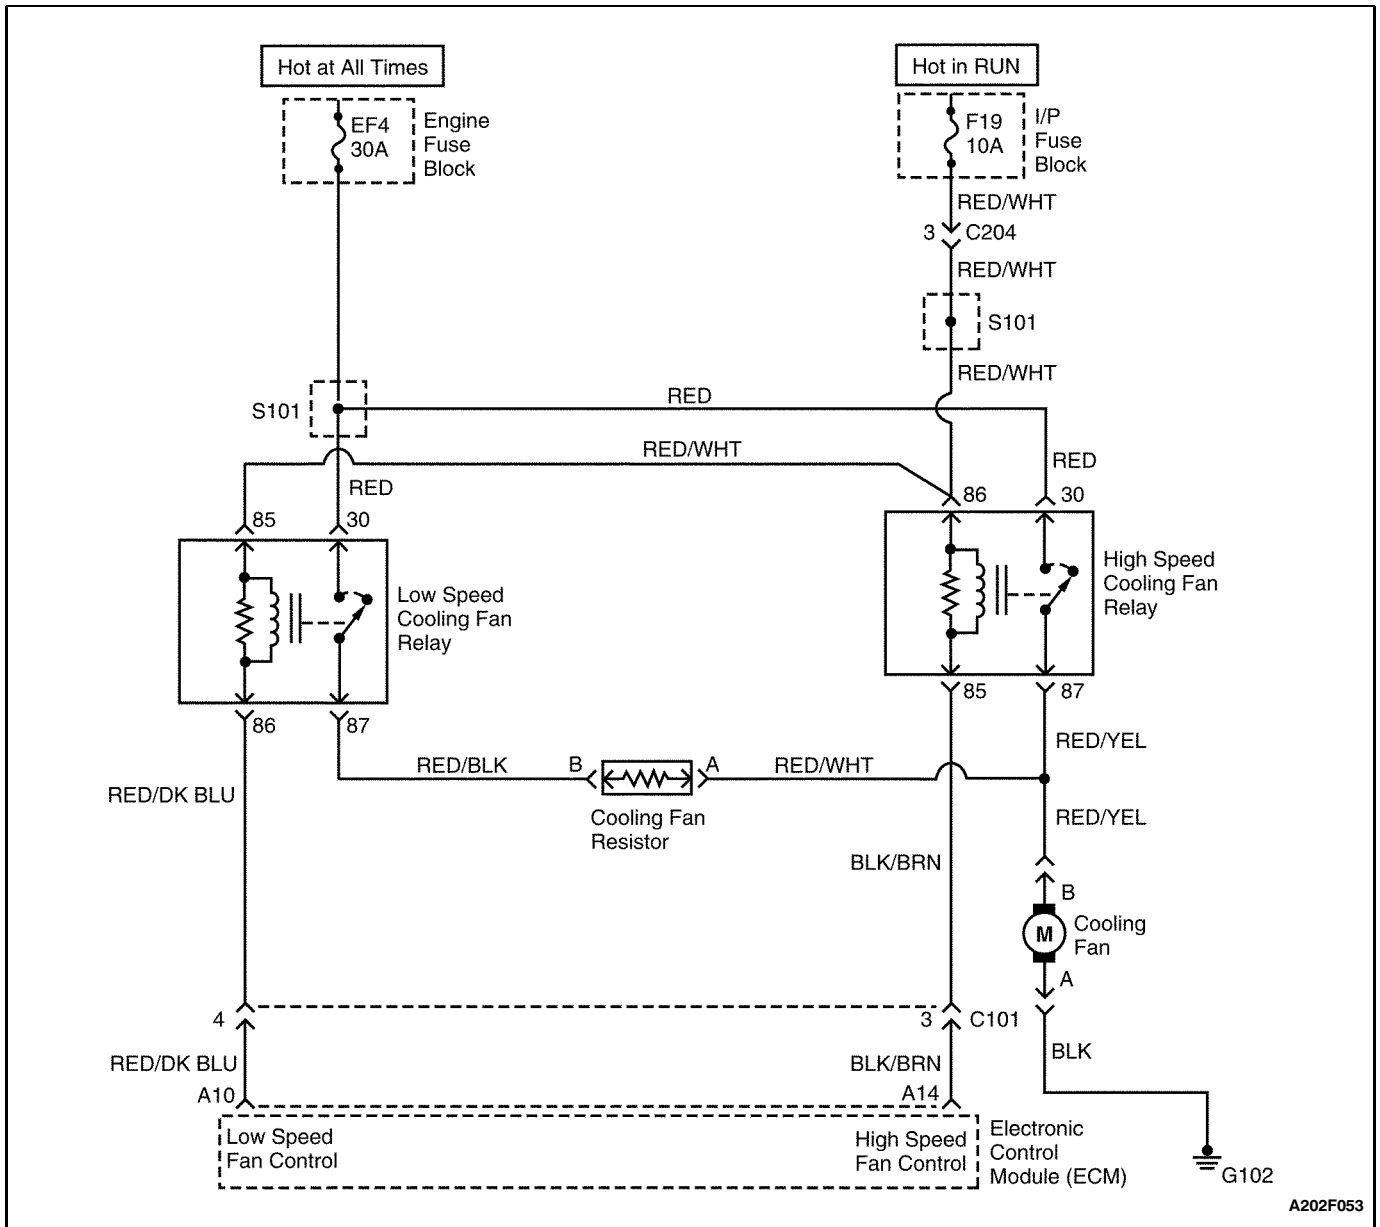 Hot at All Times
Hot in RUN
EF4
30A
Engine
Fuse
Block
F19
10A
I/P
Fuse
Block
RED/WHT
3
C204
RED/WHT
S101
RED/WHT
S101
RED
RED/WHT
RED
RED
85
30
86
30
Low Speed
Cooling Fan
Relay
High Speed
Cooling Fan
Relay
86
87
85
87
RED/YEL
RED/BLK
B
A
RED/WHT
RED/DK BLU
Cooling Fan
Resistor
RED/YEL
BLK/BRN
B
M
Cooling
Fan
A
4
3
C101
RED/DK BLU
BLK/BRN
BLK
A10
A14
Low Speed
Fan Control
High Speed
Fan Control
Electronic
Control
Module (ECM)
G102
A202F053